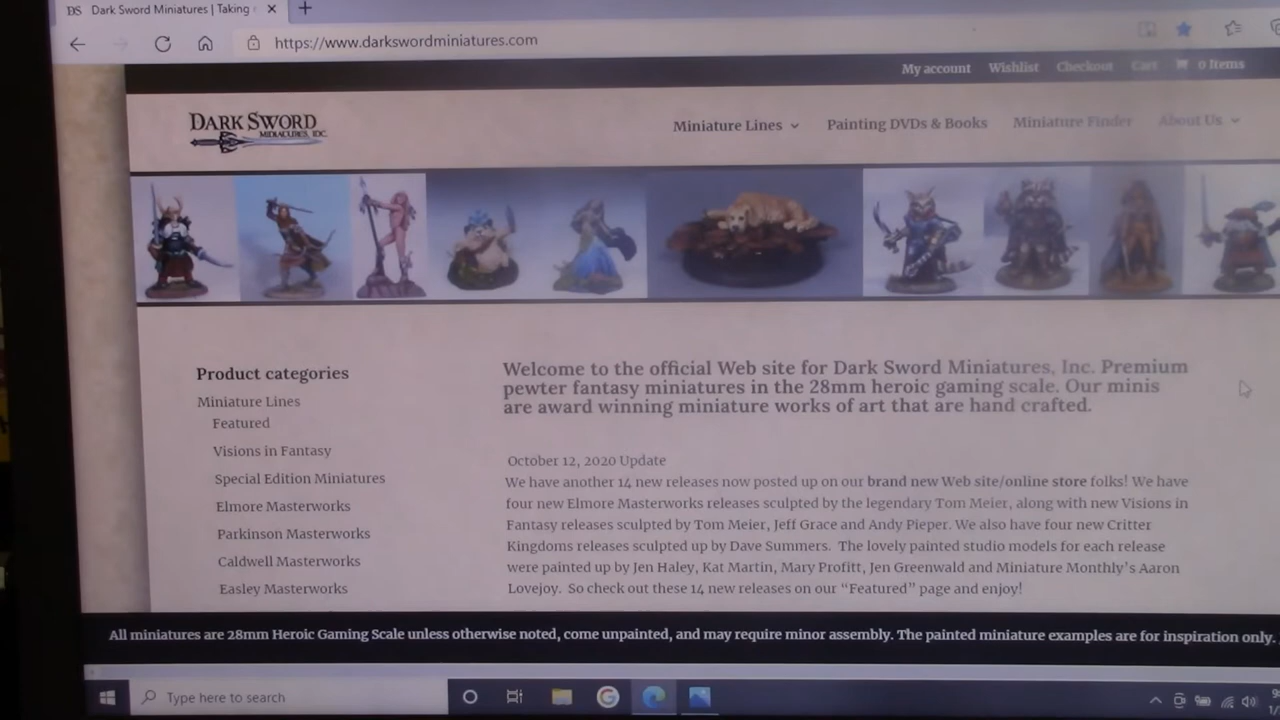 DS Dark Sword Miniatures | Taking
https://www.darkswordminiatures.com
My account Wishlist Checkout Cart 0 Items
DARK SWORD
MINIATURES, INC.
Miniature Lines Painting DVDs & Books Miniature Finder About Us
Product categories
Miniature Lines
Featured
Visions in Fantasy
Special Edition Miniatures
Elmore Masterworks
Parkinson Masterworks
Caldwell Masterworks
Easley Masterworks
Welcome to the official Web site for Dark Sword Miniatures, Inc. Premium
pewter fantasy miniatures in the 28mm heroic gaming scale. Our minis
are award winning miniature works of art that are hand crafted.
October 12, 2020 Update
We have another 14 new releases now posted up on our brand new Web site/online store folks! We have
four new Elmore Masterworks releases sculpted by the legendary Tom Meier, along with new Visions in
Fantasy releases sculpted by Tom Meier, Jeff Grace and Andy Pieper. We also have four new Critter
Kingdoms releases sculpted up by Dave Summers. The lovely painted studio models for each release
were painted up by Jen Haley, Kat Martin, Mary Profitt, Jen Greenwald and Miniature Monthly's Aaron
Lovejoy. So check out these 14 new releases on our “Featured” page and enjoy!
All miniatures are 28mm Heroic Gaming Scale unless otherwise noted, come unpainted, and may require minor assembly. The painted miniature examples are for inspiration only.
Type here to search